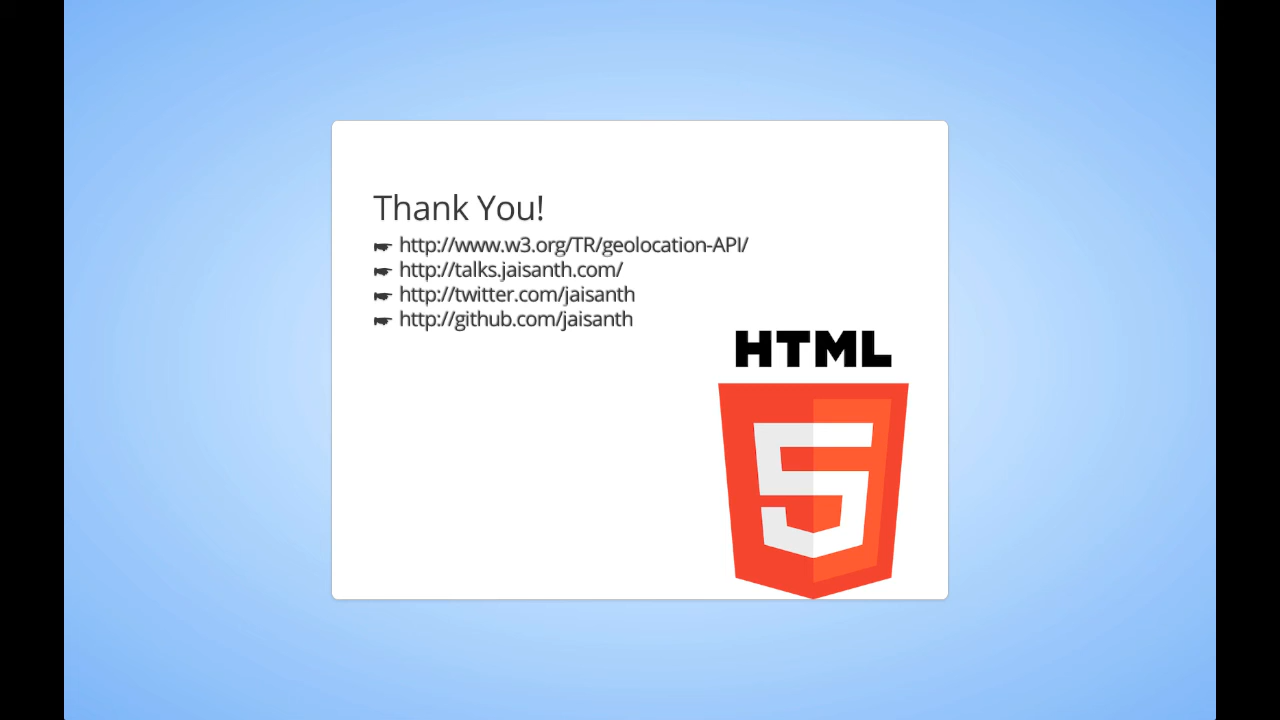 Thank You!
http://www.w3.org/TR/geolocation-API/
http://talks.jaisanth.com/
http://twitter.com/jaisanth
http://github.com/jaisanth
HTML
5